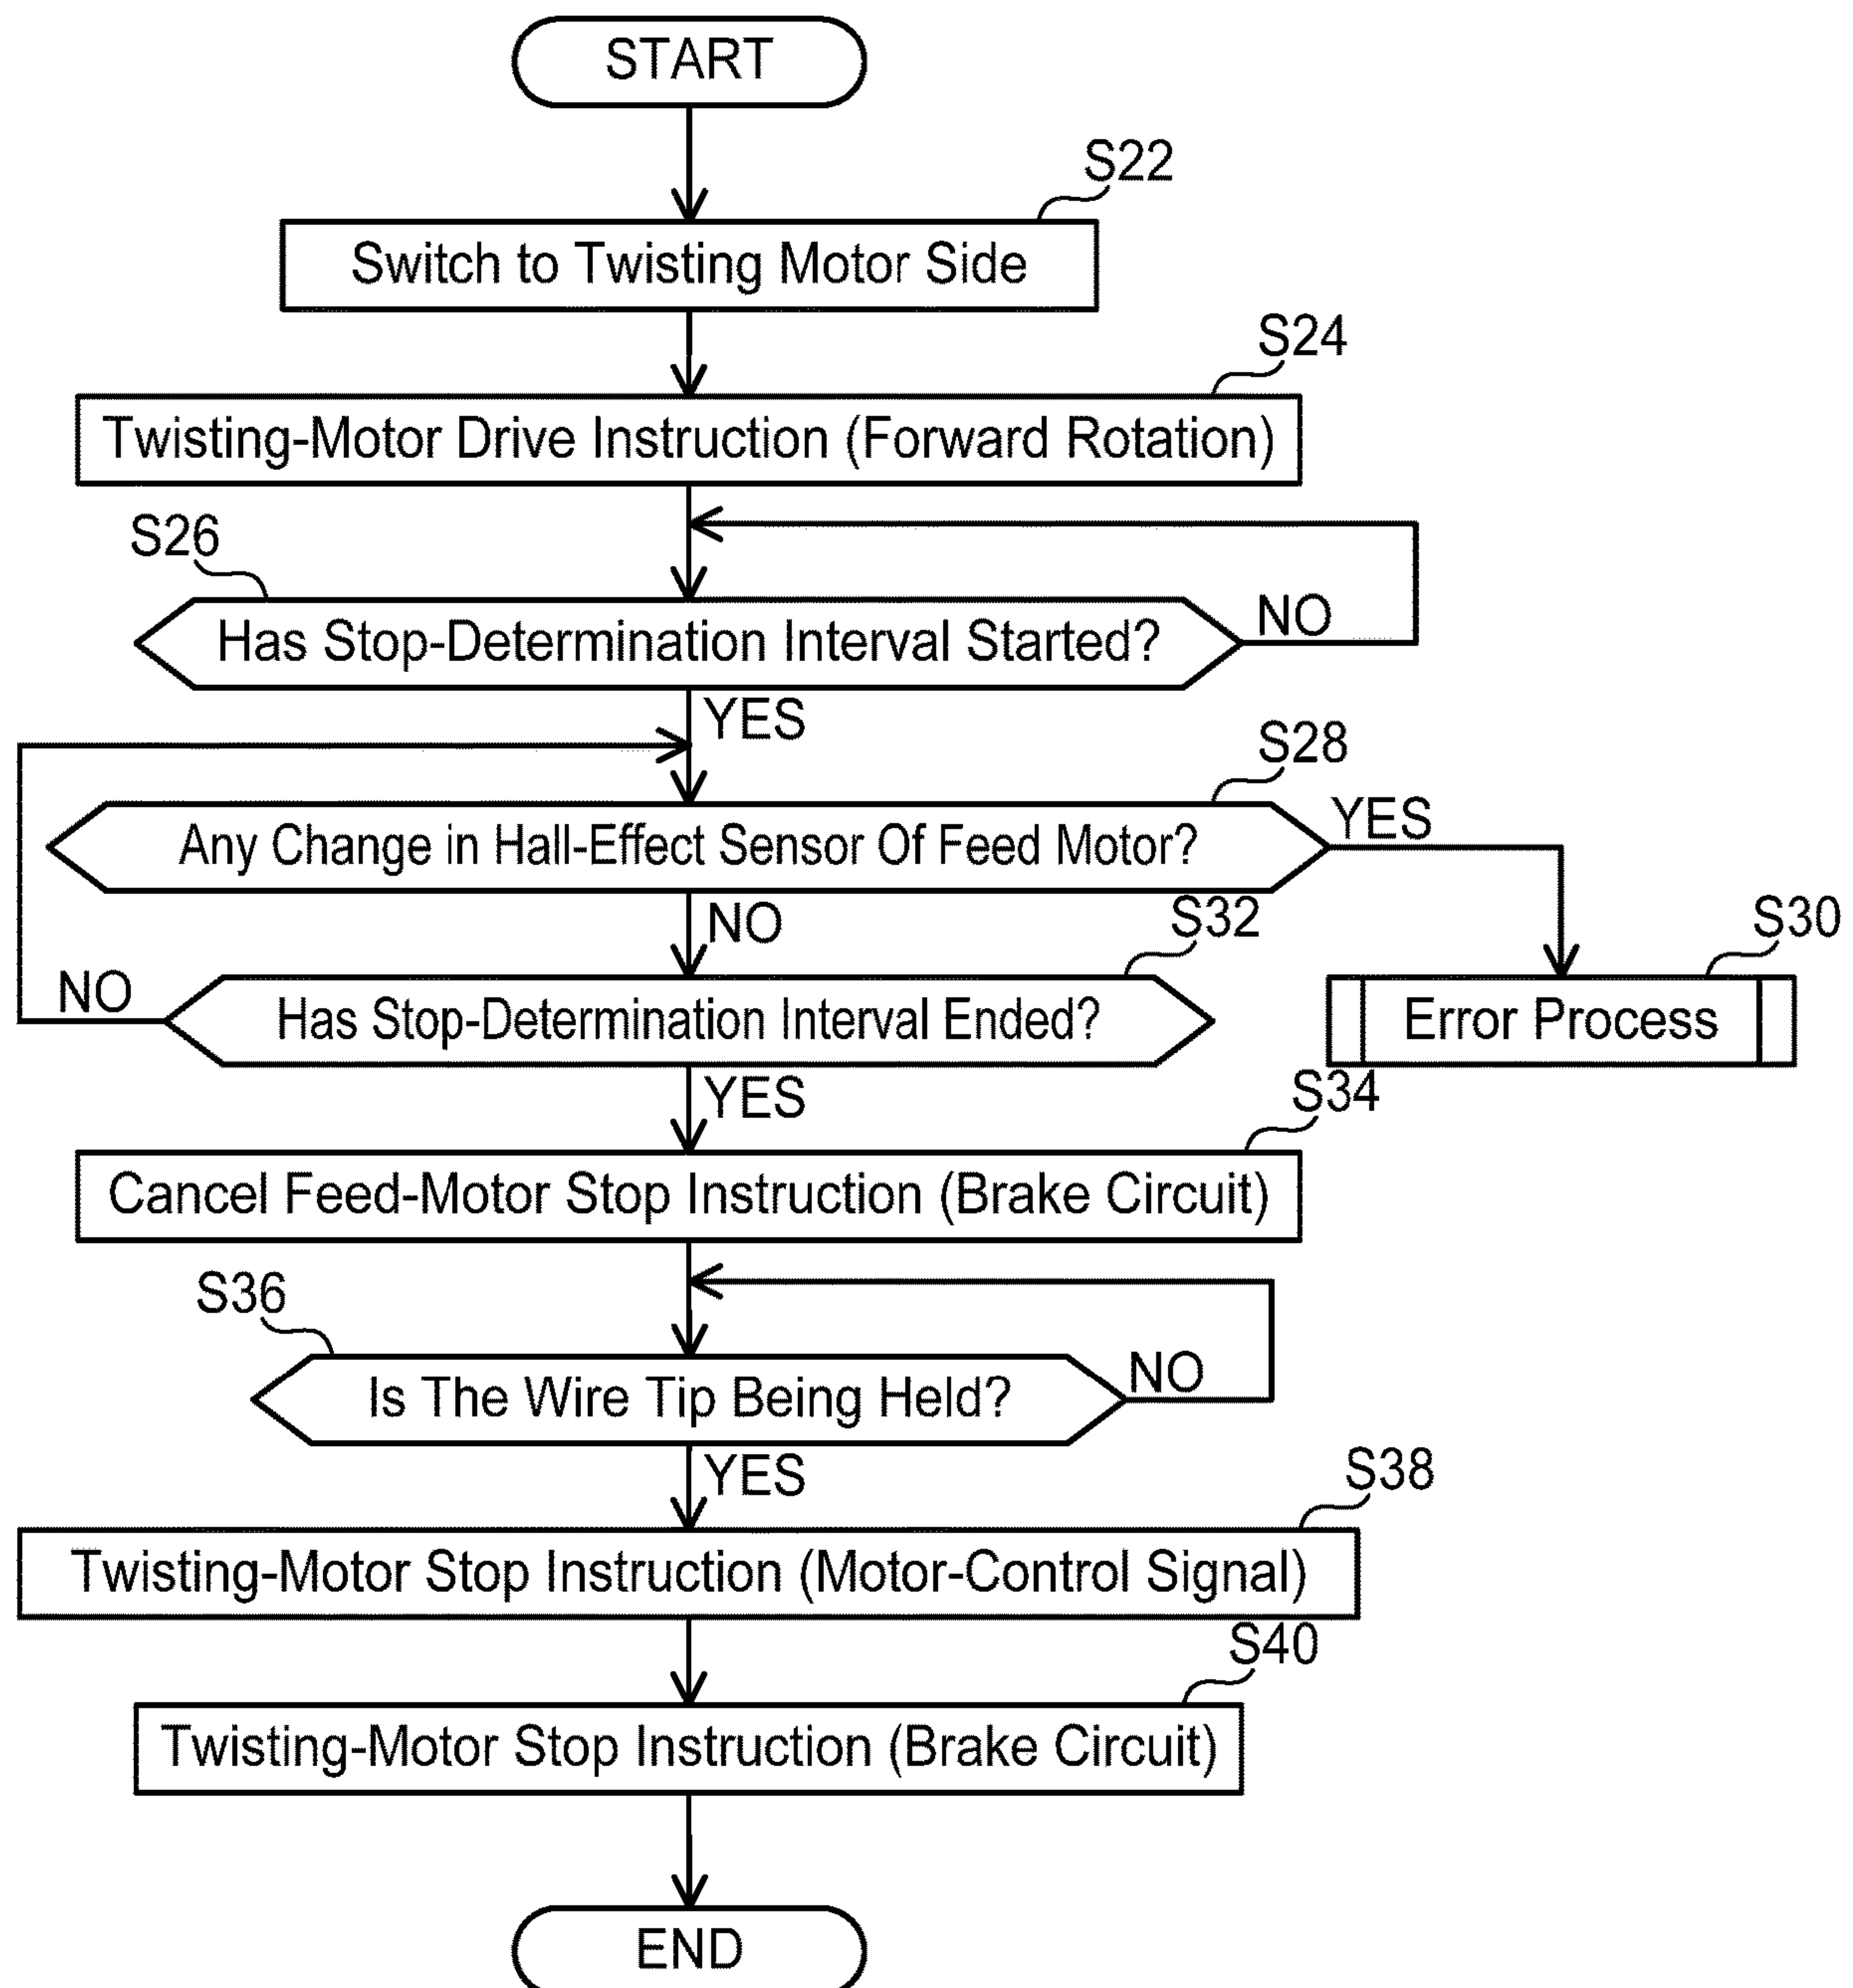 START
S22
Switch to Twisting Motor Side
S24
Twisting-Motor Drive Instruction (Forward Rotation)
S26
Has Stop-Determination Interval Started?
NO
YES
S28
Any Change in Hall-Effect Sensor Of Feed Motor?
YES
NO
S32
S30
NO
Has Stop-Determination Interval Ended?
Error Process
YES
S34
Cancel Feed-Motor Stop Instruction (Brake Circuit)
S36
Is The Wire Tip Being Held?
NO
YES
S38
Twisting-Motor Stop Instruction (Motor-Control Signal)
S40
Twisting-Motor Stop Instruction (Brake Circuit)
END